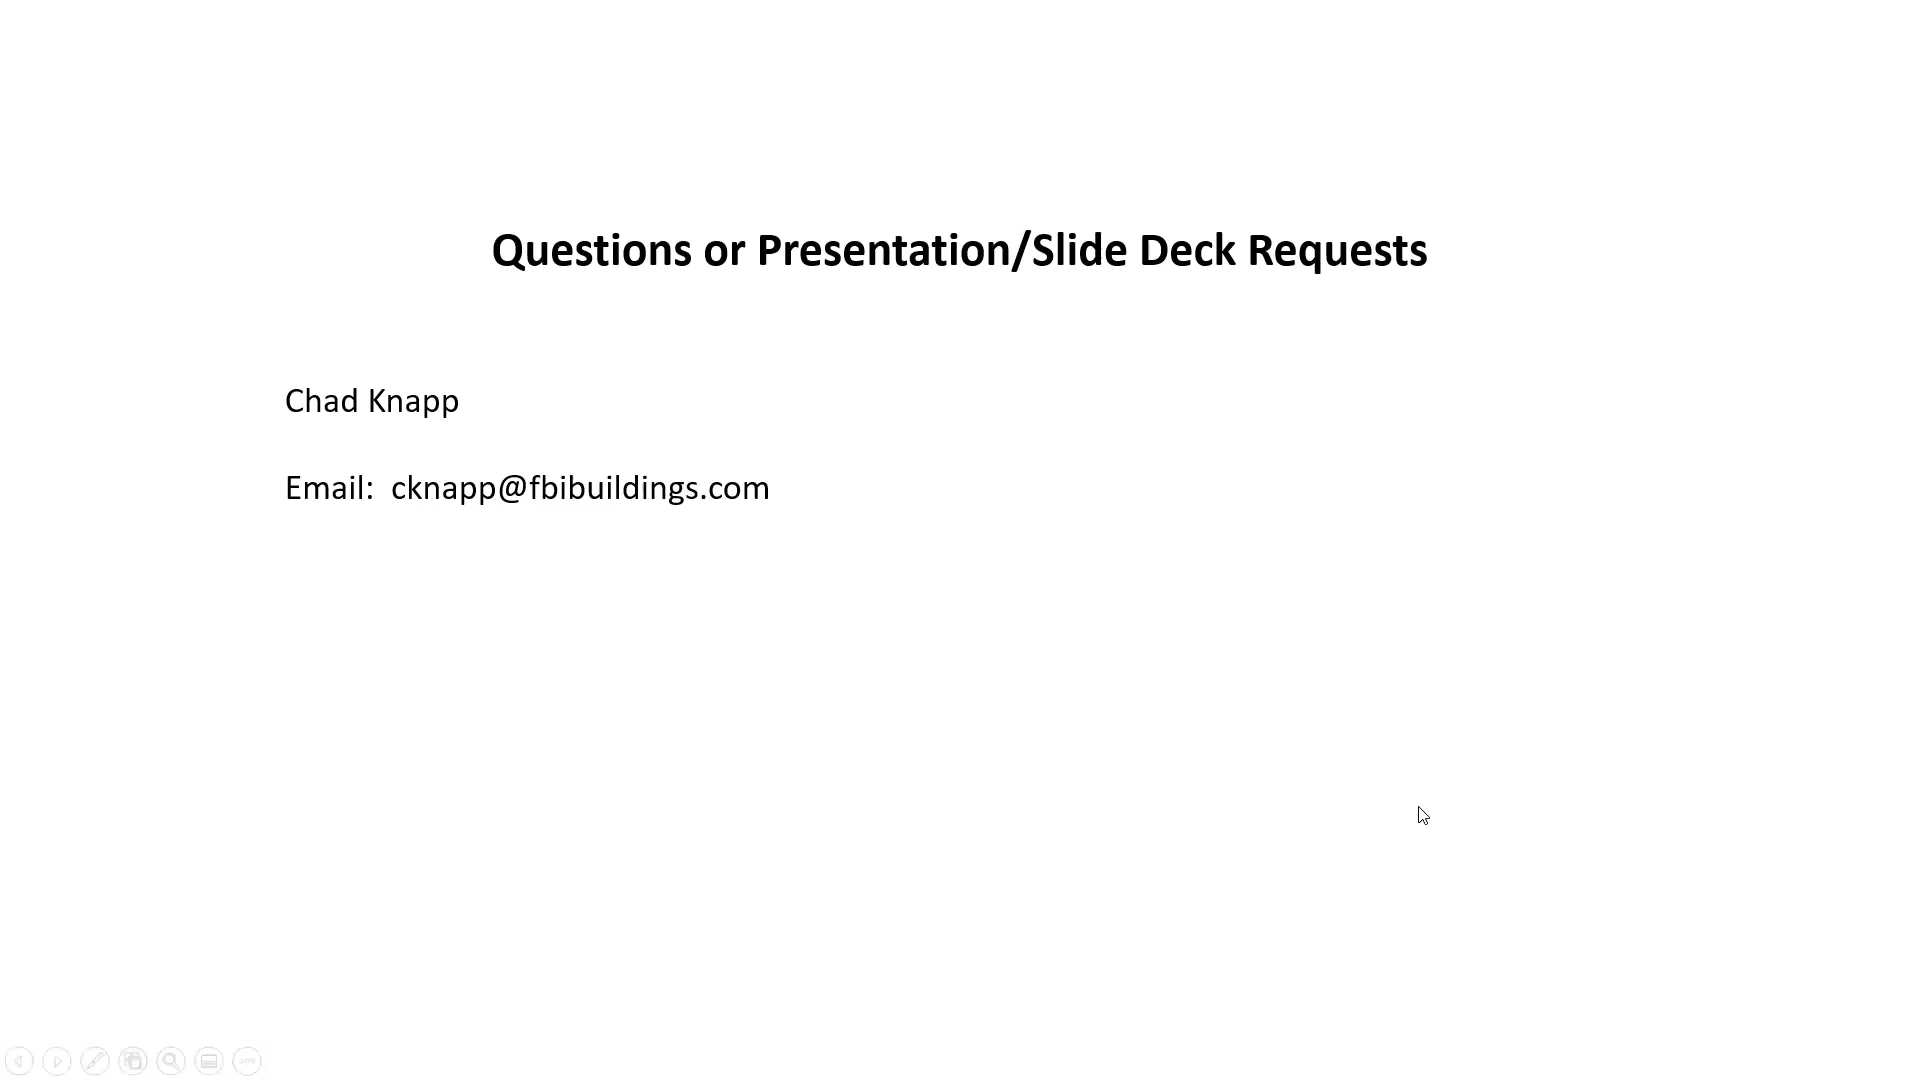 Questions or Presentation/Slide Deck Requests
Chad Knapp
Email:  cknapp@fbibuildings.com